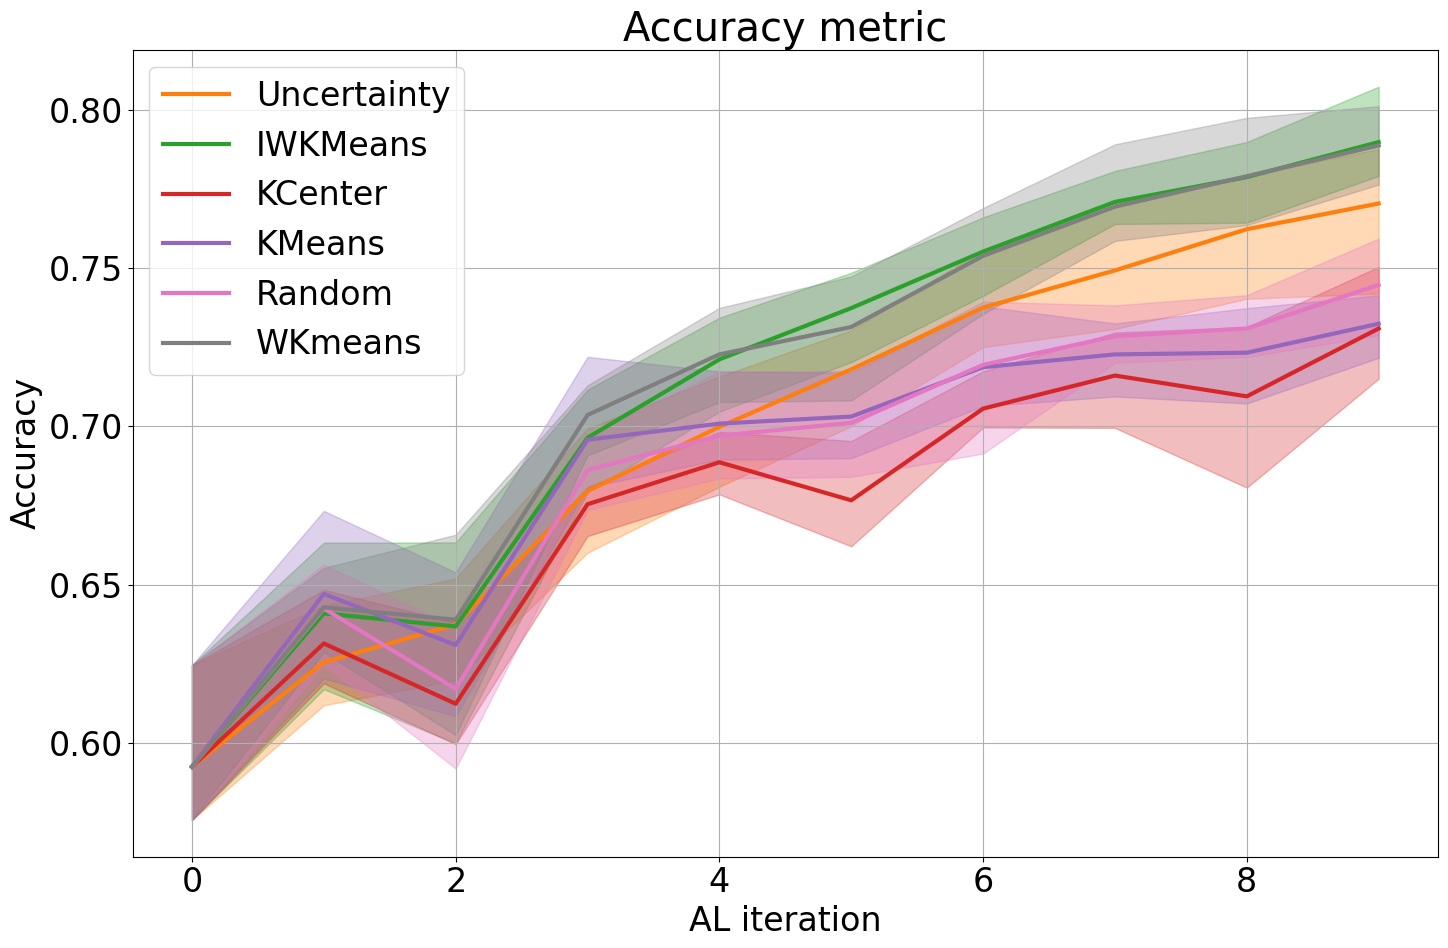 Accuracy metric
Uncertainty
IWKMeans
KCenter
KMeans
Random
WKmeans
0.80
0.75
0.70
0.65
0.60
Accuracy
0 2 4 6 8
AL iteration